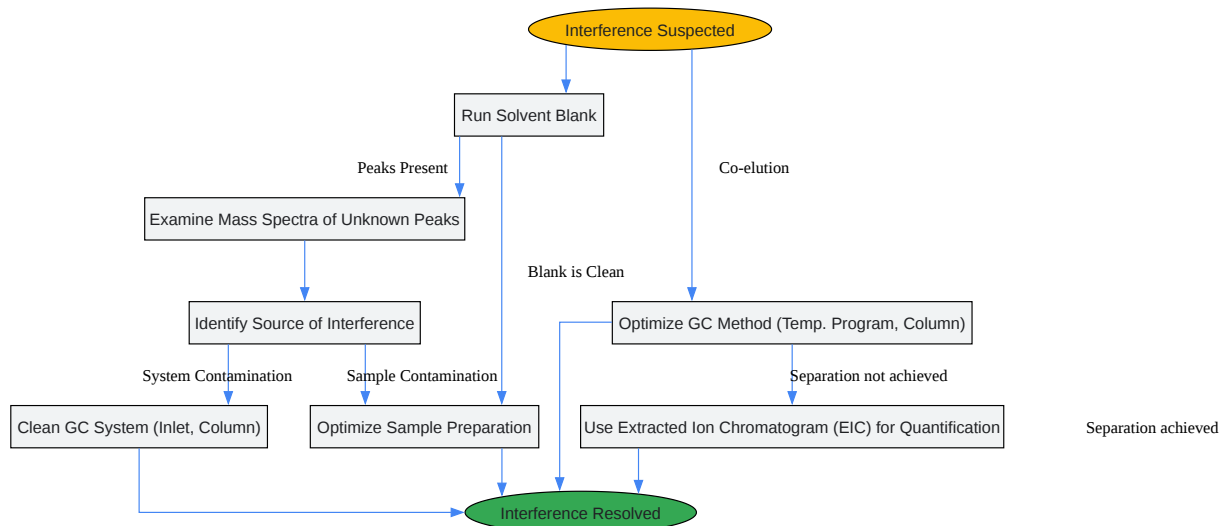 Interference Suspected
Run Solvent Blank
Peaks Present
Co-elution
Examine Mass Spectra of Unknown Peaks
Blank is Clean
Identify Source of Interference
Optimize GC Method (Temp. Program, Column)
System Contamination
Sample Contamination
Separation not achieved
Clean GC System (Inlet, Column)
Optimize Sample Preparation
Use Extracted Ion Chromatogram (EIC) for Quantification
Separation achieved
Interference Resolved